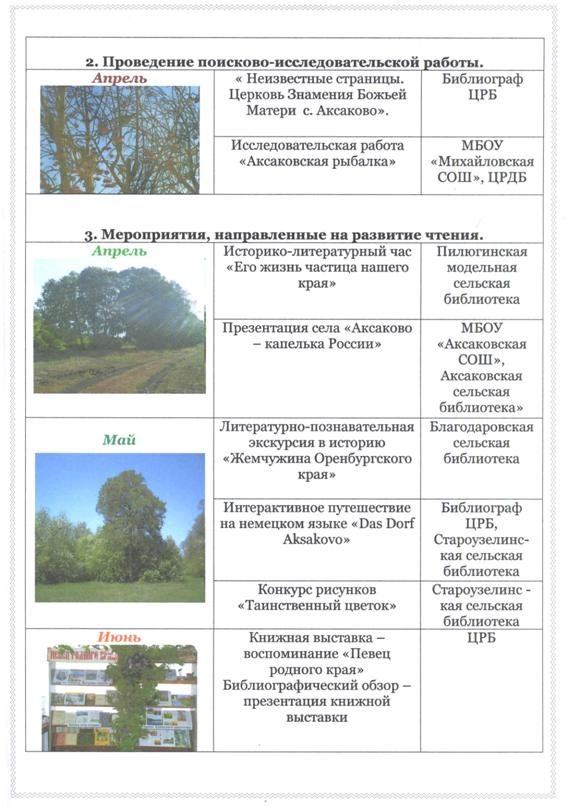 2. Проведение поисково-исследовательской работы.
Апрель
« Неизвестные страницы.
Церковь Знамения Божьей
Матери с. Аксаково».
Библиограф
ЦРБ
Исследовательская работа
«Аксаковская рыбалка»
МБОУ
«Михайловская
СОШ», ЦРДБ
3. Мероприятия, направленные на развитие чтения.
Апрель
Историко-литературный час
«Его жизнь частица нашего
края»
Пилюгинская
модельная
сельская
библиотека
Презентация села «Аксаково
– капелька России»
МБОУ
«Аксаковская
СОШ»,
Аксаковская
сельская
библиотека»
Май
Литературно-познавательная
экскурсия в историю
«Жемчужина Оренбургского
края»
Благодаровская
сельская
библиотека
Интерактивное путешествие
на немецком языке «Das Dorf
Aksakovo»
Библиограф
ЦРБ,
Староузелинс-
кая сельская
библиотека
Конкурс рисунков
«Таинственный цветок»
Староузелинс -
кая сельская
библиотека
Июнь
Книжная выставка –
воспоминание «Певец
родного края»
Библиографический обзор –
презентация книжной
выставки
ЦРБ